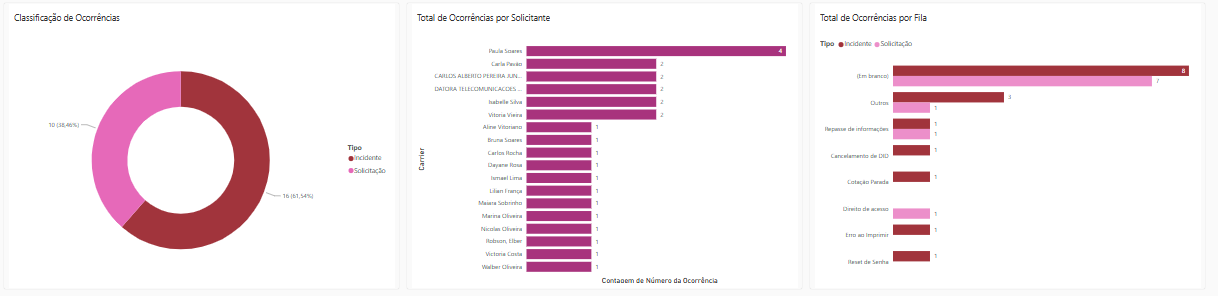 Classificação de Ocorrências
10 (38,46%)
16 (61,54%)
Tipo
Incidente
Solicitação
Total de Ocorrências por Solicitante
Carrier
Paula Soares 4
Carla Pavão 2
CARLOS ALBERTO PEREIRA JUN... 2
DATORA TELECOMUNICACOES ... 2
Isabelle Silva 2
Vitoria Vieira 2
Aline Vitoriano 1
Bruna Soares 1
Carlos Rocha 1
Dayane Rosa 1
Ismael Lima 1
Lilian França 1
Maiara Sobrinho 1
Marina Oliveira 1
Nicolas Oliveira 1
Robson, Elber 1
Victoria Costa 1
Walber Oliveira 1
Contagem de Número da Ocorrência
Total de Ocorrências por Fila
Tipo Incidente Solicitação
(Em branco) 8
7
Outros 3
1
Repasse de informações 1
1
Cancelamento de DID 1
Cotação Parada 1
Direito de acesso 1
Erro ao Imprimir 1
Reset de Senha 1